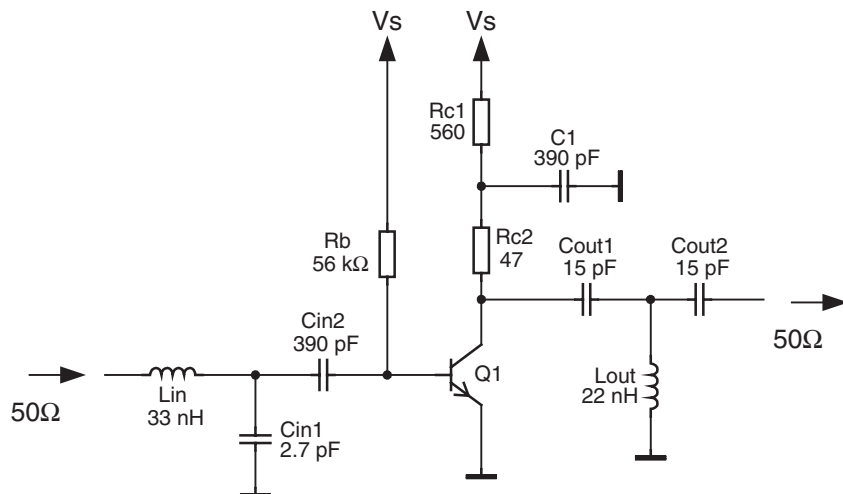 Vs
Vs
Rc1
560
C1
390 pF
Rb
56 kΩ
Rc2
47
Cout1
15 pF
Cout2
15 pF
Cin2
390 pF
50Ω
Lin
33 nH
Cin1
2.7 pF
Q1
Lout
22 nH
50Ω